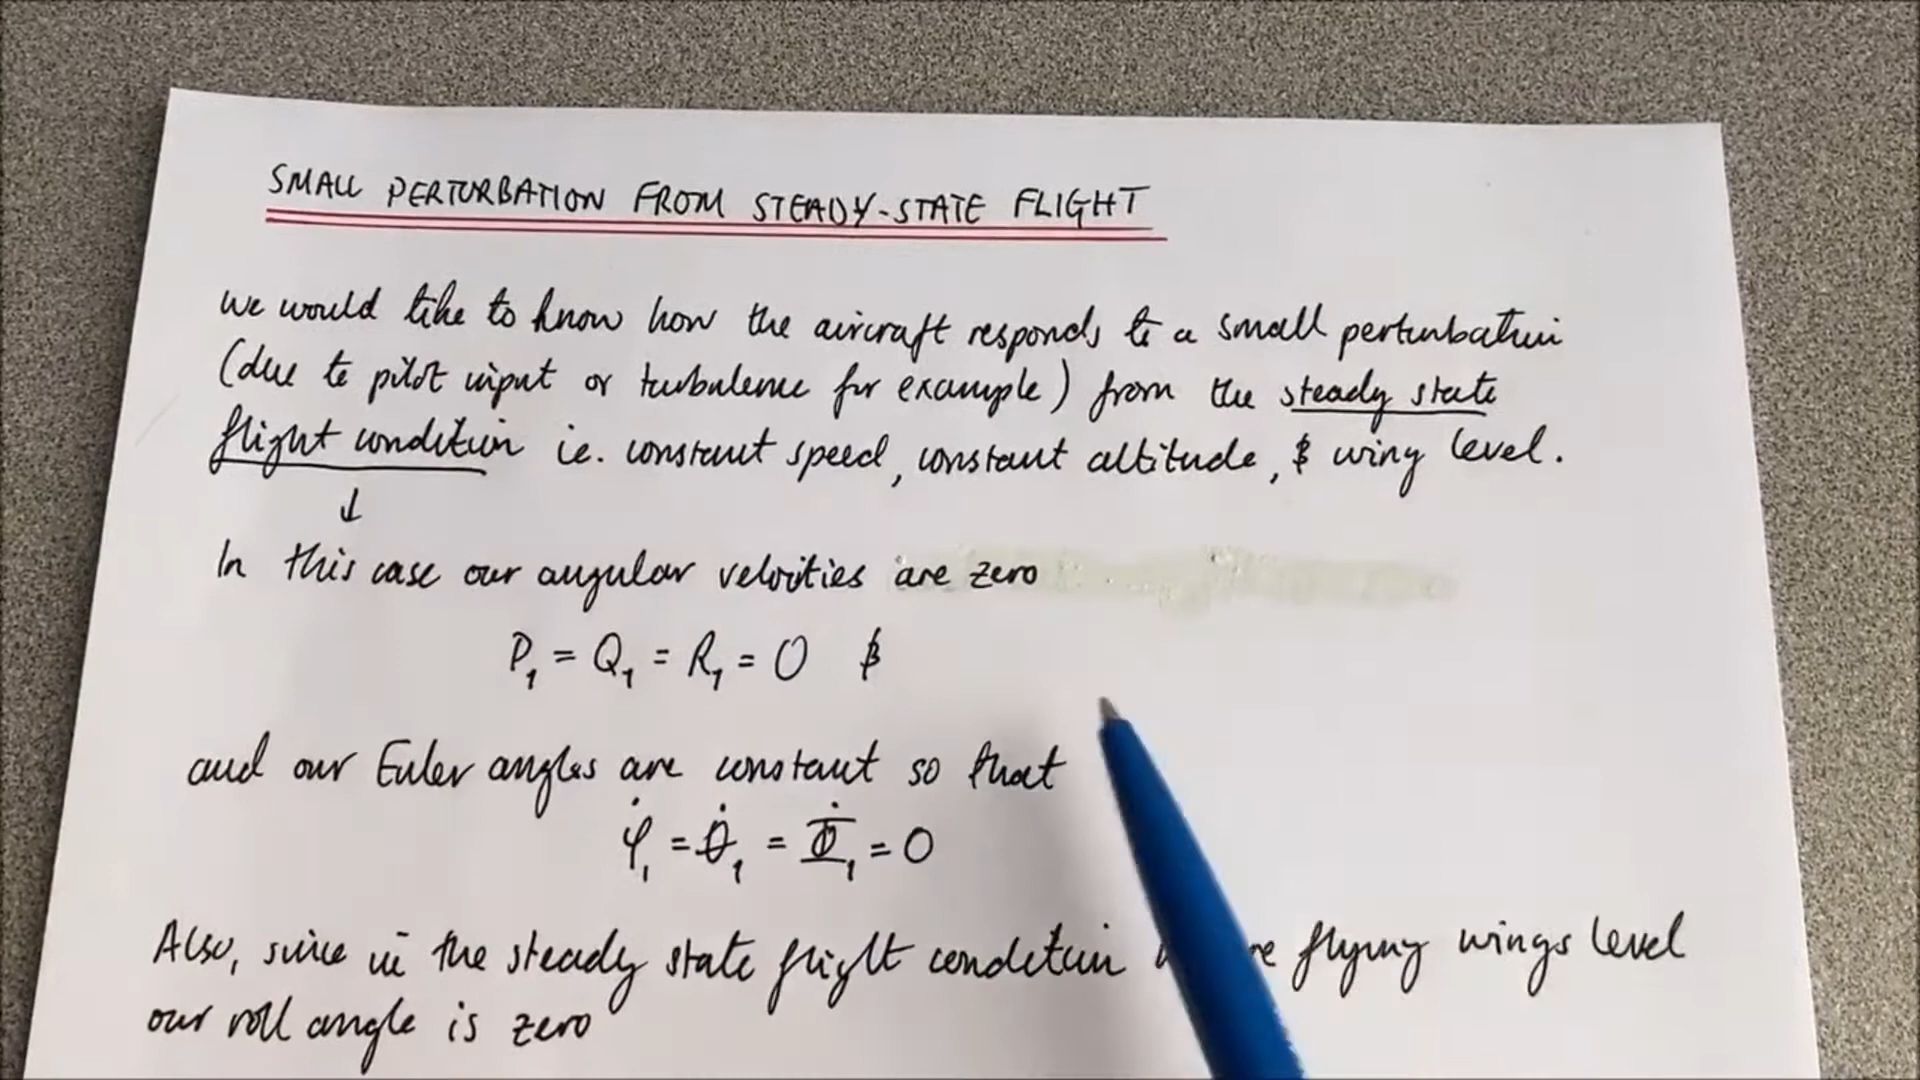 SMALL PERTURBATION FROM STEADY-STATE FLIGHT
We would like to know how the aircraft responds to a small perturbation
(due to pilot input or turbulence for example) from the steady state
flight condition i.e. constant speed, constant altitude, & wing level.
↓
In this case our angular velocities are zero
P₁ = Q₁ = R₁ = 0 &
and our Euler angles are constant so that
φ̇₁ = θ̇₁ = Φ̇₁ = 0
Also, since in the steady state flight condition flying wings level
our roll angle is zero